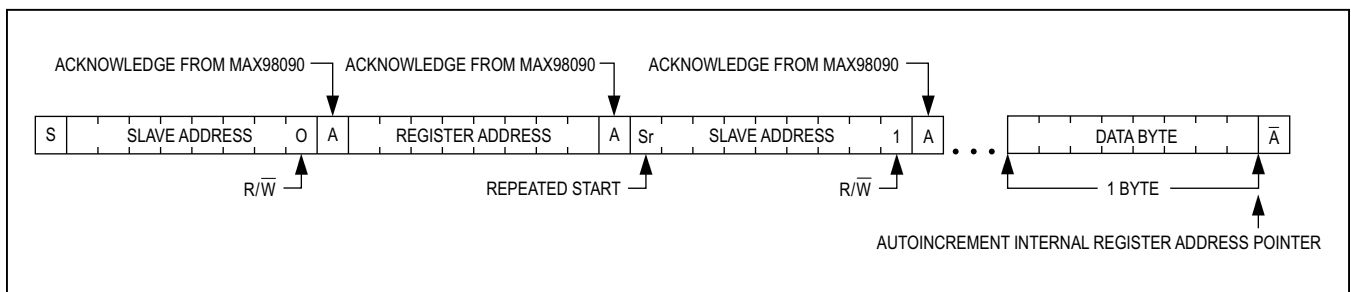 ACKNOWLEDGE FROM MAX98090 ACKNOWLEDGE FROM MAX98090 ACKNOWLEDGE FROM MAX98090
S SLAVE ADDRESS O A REGISTER ADDRESS A Sr SLAVE ADDRESS 1 A ... DATA BYTE A̅
R/W̅ REPEATED START R/W̅ 1 BYTE
AUTOINCREMENT INTERNAL REGISTER ADDRESS POINTER